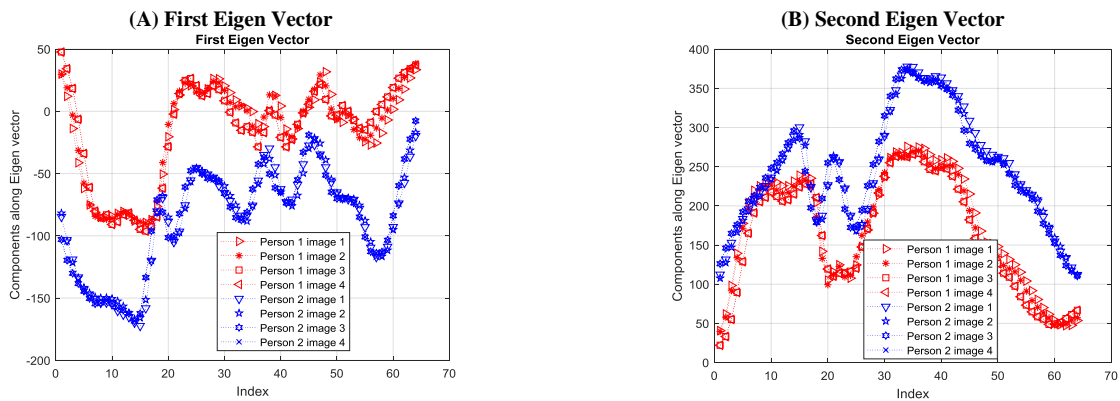 (A) First Eigen Vector
First Eigen Vector
50
0
-50
-100
-150
-200
0
10
20
30
40
50
60
70
Components along Eigen vector
Index
Person 1 image 1
Person 1 image 2
Person 1 image 3
Person 1 image 4
Person 2 image 1
Person 2 image 2
Person 2 image 3
Person 2 image 4
(B) Second Eigen Vector
Second Eigen Vector
400
350
300
250
200
150
100
50
0
0
10
20
30
40
50
60
70
Components along Eigen vector
Index
Person 1 image 1
Person 1 image 2
Person 1 image 3
Person 1 image 4
Person 2 image 1
Person 2 image 2
Person 2 image 3
Person 2 image 4